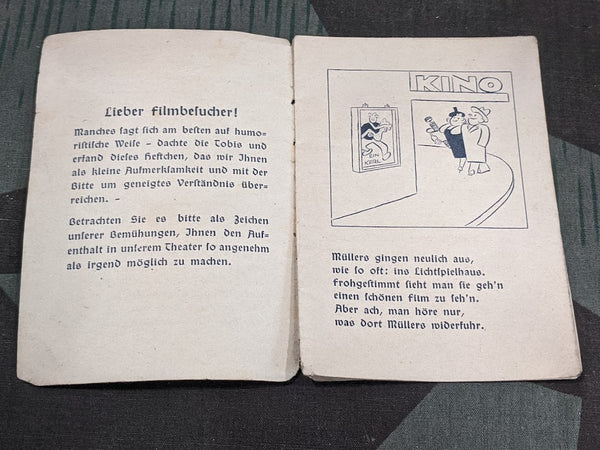 Lieber Filmbesucher!
Manches sagt sich am besten auf humo-
ristische Weise - dachte die Tobis und
erfand dieses Heftchen, das wir Ihnen
als kleine Aufmerksamkeit und mit der
Bitte um geneigtes Verständnis über-
reichen. -
Betrachten Sie es bitte als Zeichen
unserer Bemühungen, Ihnen den Auf-
enthalt in unserem Theater so angenehm
als irgend möglich zu machen.
KINO
EIN
KERL
Müllers gingen neulich aus,
wie so oft: ins Lichtspielhaus.
Frohgestimmt sieht man sie geh'n
einen schönen Film zu seh'n.
Aber ach, man höre nur,
was dort Müllers widerfuhr.